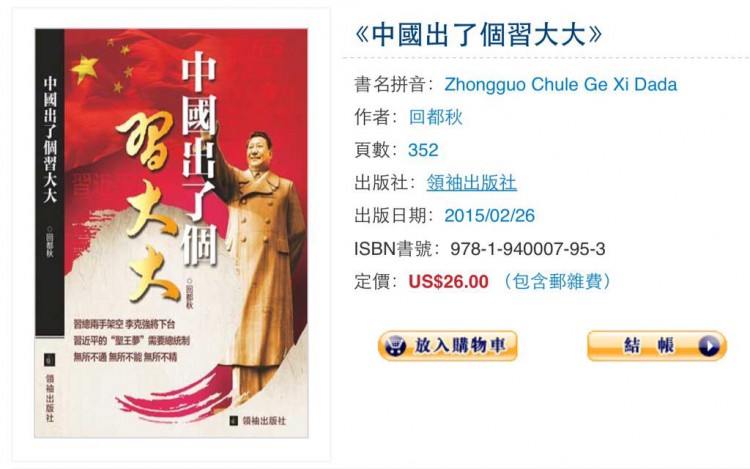 中國出了個習大大
◎回都秋
領袖出版社
中國出了個
習大大
◎回都秋
習總兩手架空 李克強將下台
習近平的“聖王夢”需要總統制
無所不通 無所不能 無所不精
領袖出版社
《中國出了個習大大》
書名拼音：Zhongguo Chule Ge Xi Dada
作者：回都秋
頁數：352
出版社：領袖出版社
出版日期：2015/02/26
ISBN書號：978-1-940007-95-3
定價：US$26.00 （包含郵雜費）
放入購物車
結 帳